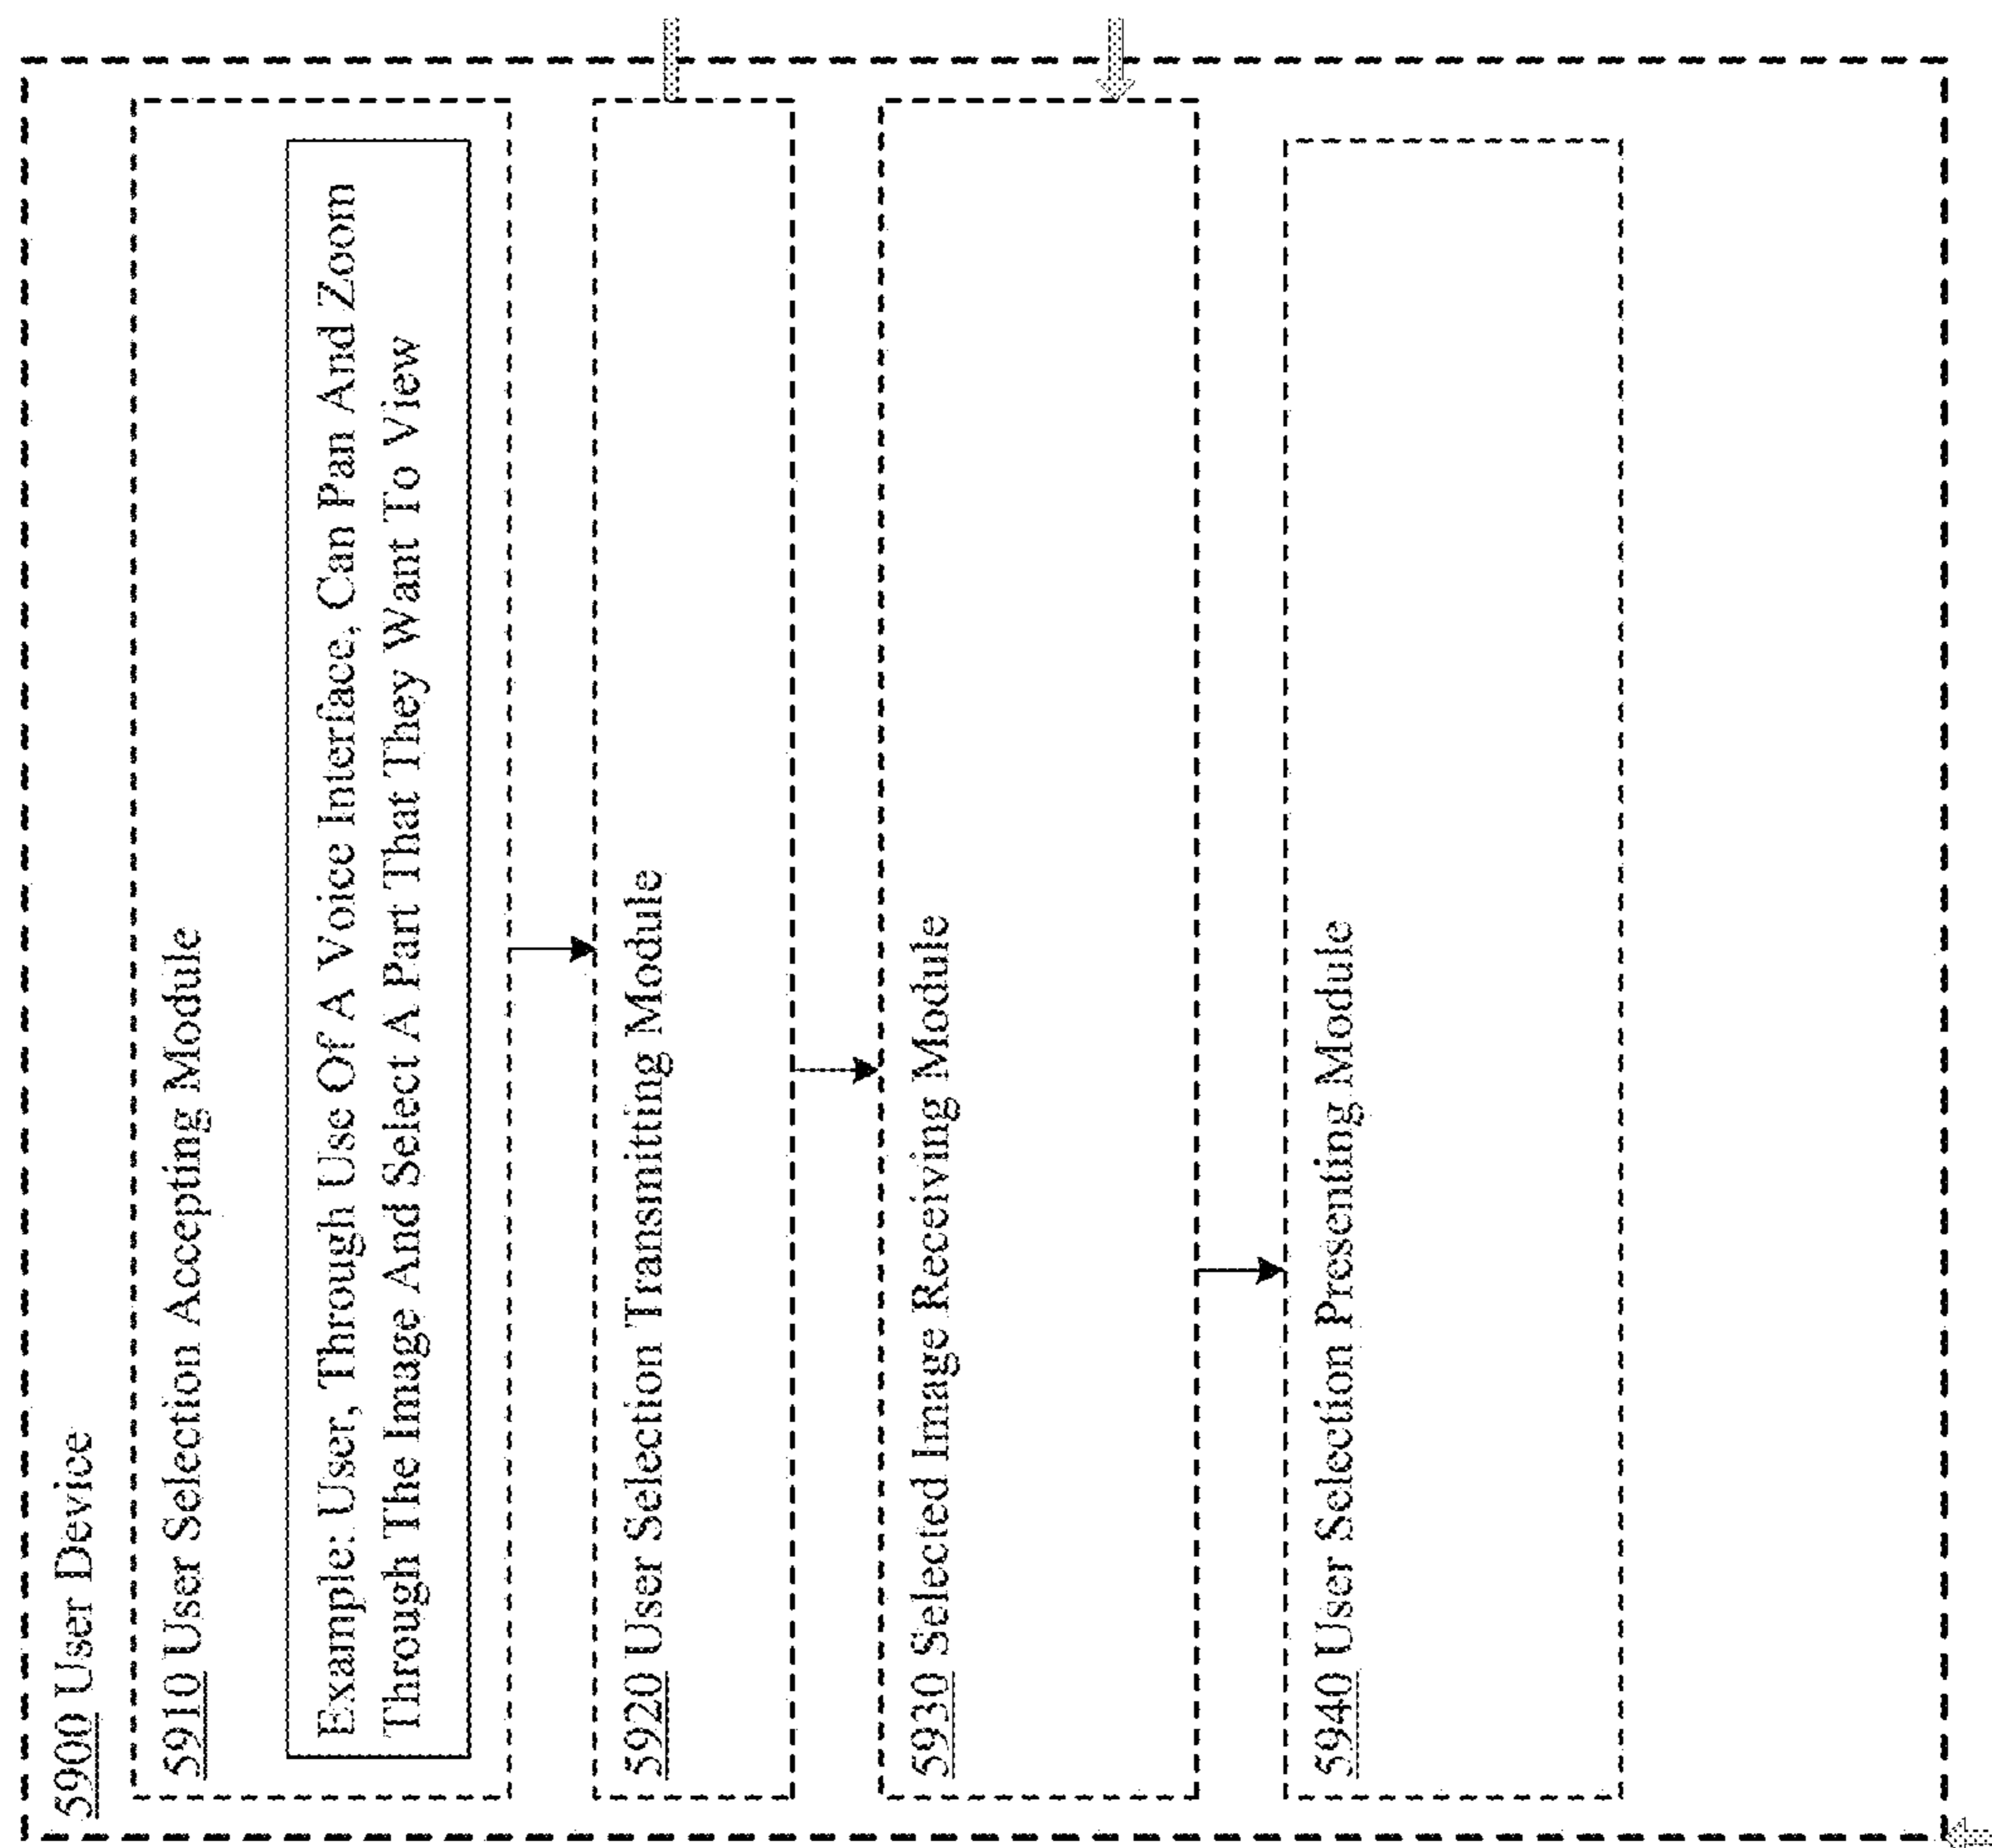 5900 User Device
5910 User Selection Accepting Module
Example: User, Through Use Of A Voice Interface, Can Pan And Zoom
Through The Image And Select A Part That They Want To View
5920 User Selection Transmitting Module
5930 Selected Image Receiving Module
5940 User Selection Presenting Module